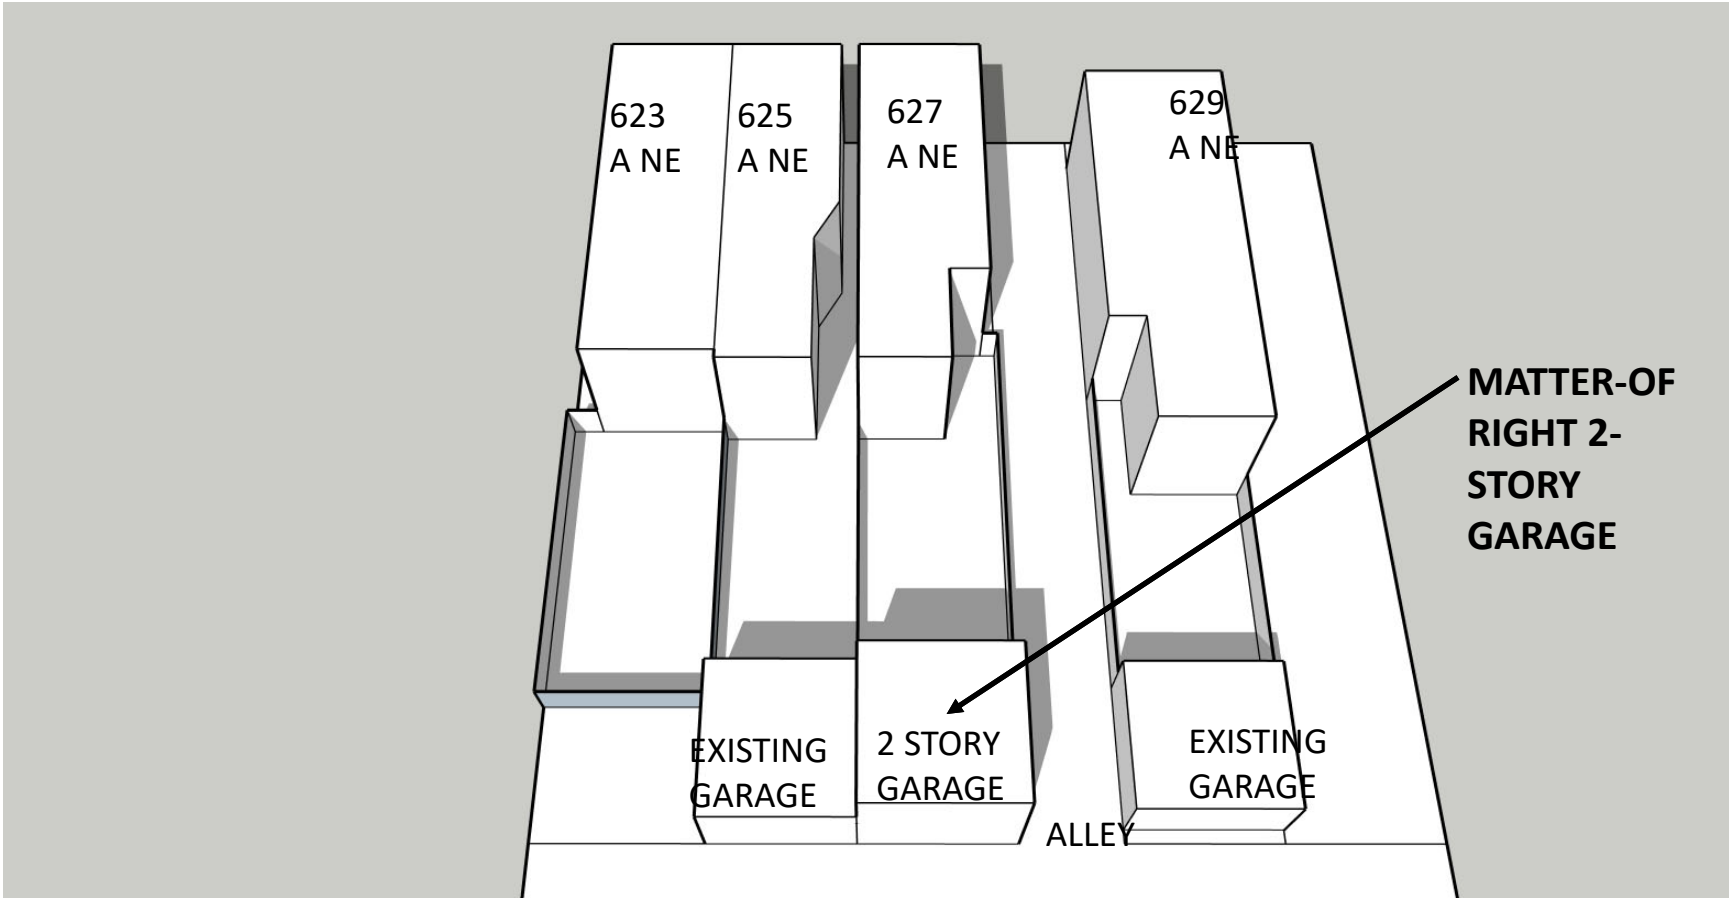 623
A NE
625
A NE
627
A NE
629
A NE
MATTER-OF
RIGHT 2-
STORY
GARAGE
EXISTING
GARAGE
2 STORY
GARAGE
EXISTING
GARAGE
ALLEY